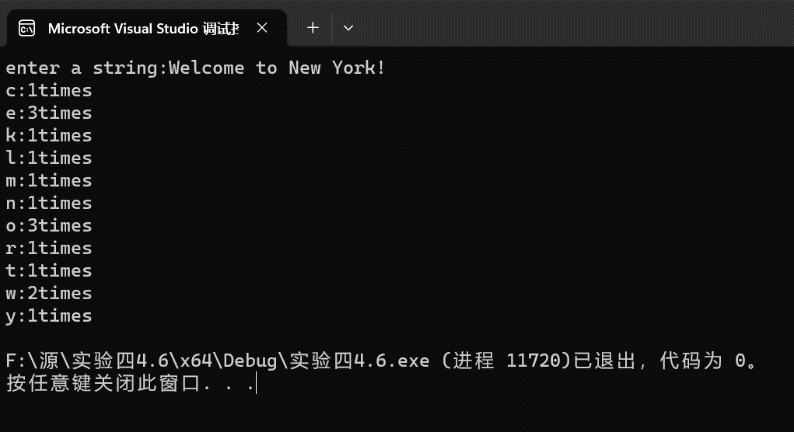 Microsoft Visual Studio 调试控
enter a string:Welcome to New York!
c:1times
e:3times
k:1times
l:1times
m:1times
n:1times
o:3times
r:1times
t:1times
w:2times
y:1times
F:\源\实验四4.6\x64\Debug\实验四4.6.exe (进程 11720)已退出，代码为 0。
按任意键关闭此窗口. . .